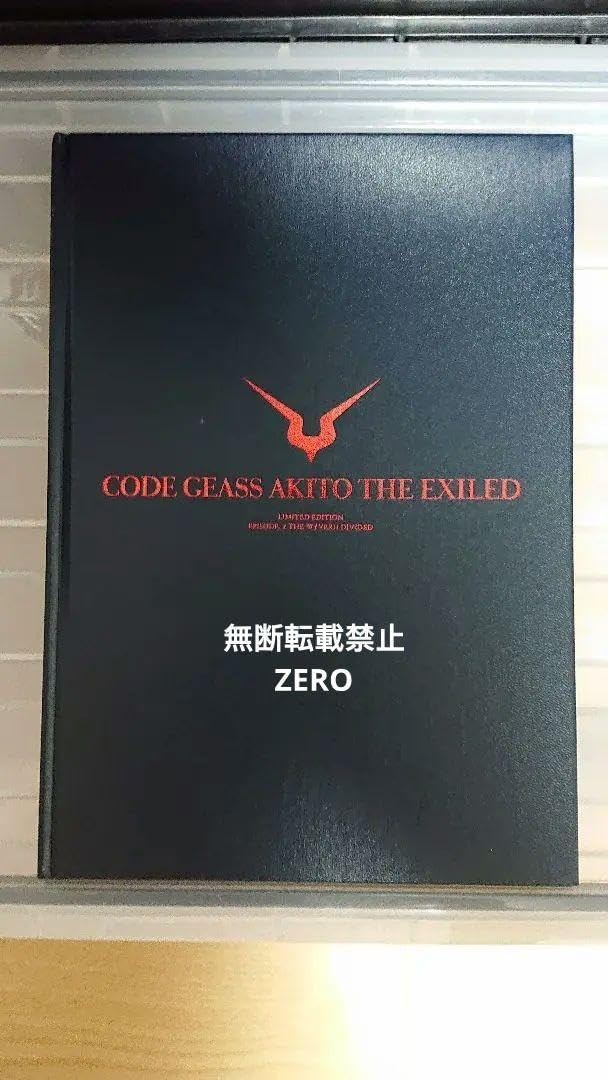 CODE GEASS AKITO THE EXILED
LIMITED EDITION
EPISODE. 2 THE WYVERN DIVIDED
無断転載禁止
ZERO